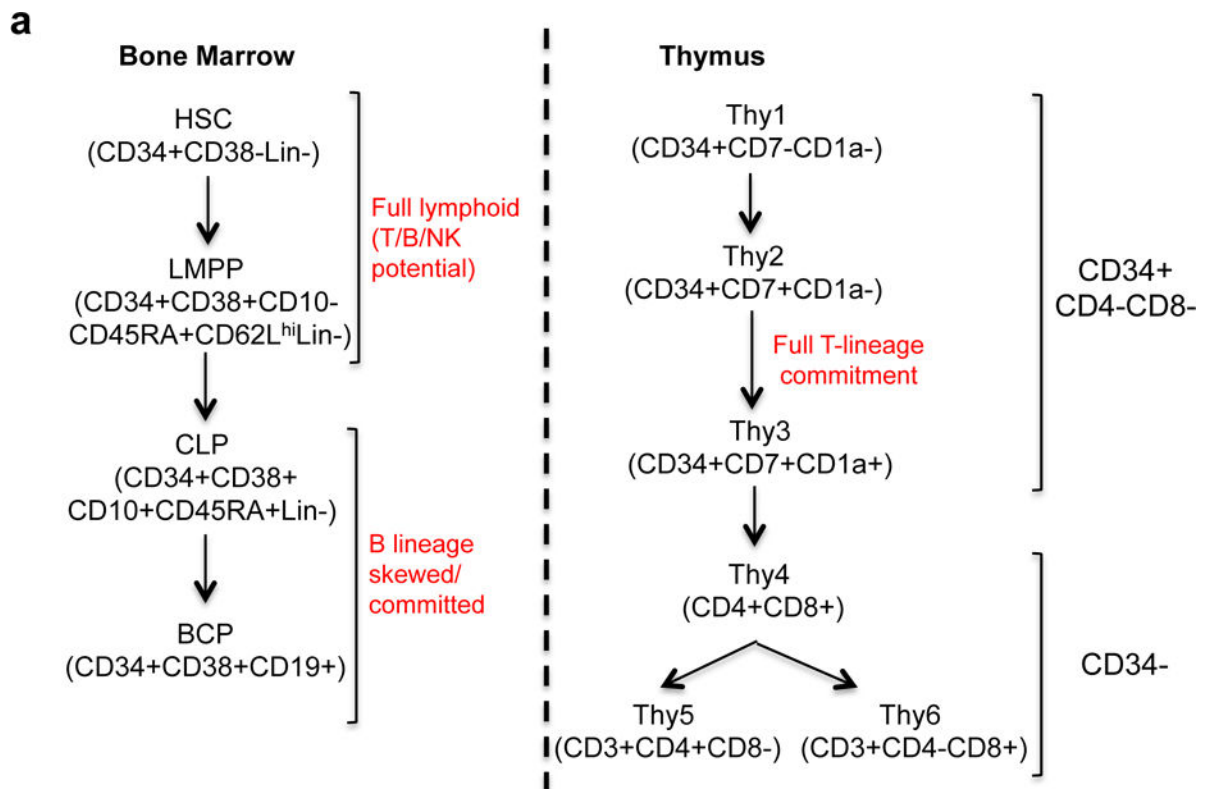 a
Bone Marrow
HSC
(CD34+CD38-Lin-)
LMPP
(CD34+CD38+CD10-
CD45RA+CD62LhiLin-)
CLP
(CD34+CD38+
CD10+CD45RA+Lin-)
BCP
(CD34+CD38+CD19+)
Full lymphoid
(T/B/NK
potential)
B lineage
skewed/
committed
Thymus
Thy1
(CD34+CD7-CD1a-)
Thy2
(CD34+CD7+CD1a-)
Full T-lineage
commitment
Thy3
(CD34+CD7+CD1a+)
Thy4
(CD4+CD8+)
Thy5
(CD3+CD4+CD8-)
Thy6
(CD3+CD4-CD8+)
CD34+
CD4-CD8-
CD34-